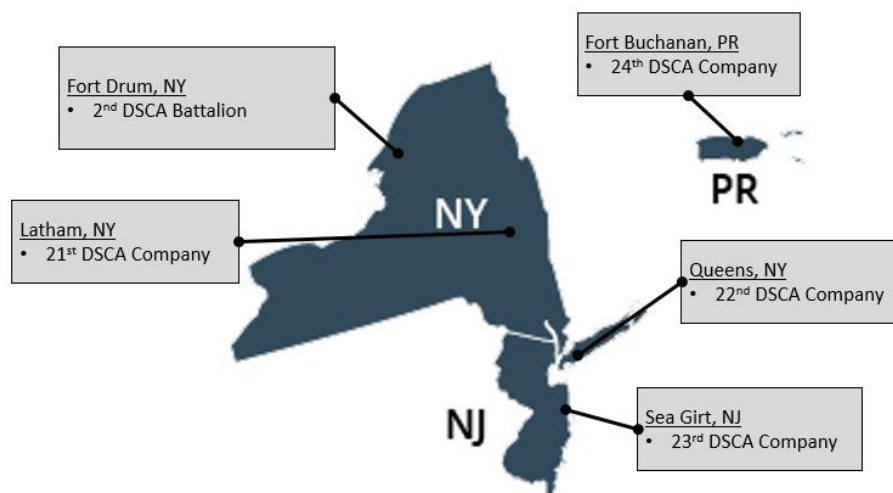 Fort Drum, NY
• 2nd DSCA Battalion
Fort Buchanan, PR
• 24th DSCA Company
PR
NY
Latham, NY
• 21st DSCA Company
Queens, NY
• 22nd DSCA Company
NJ
Sea Girt, NJ
• 23rd DSCA Company